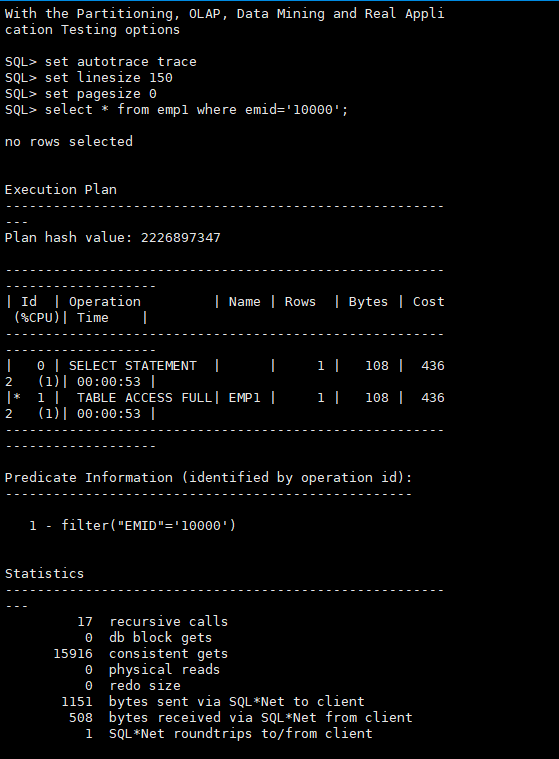 With the Partitioning, OLAP, Data Mining and Real Appli
cation Testing options
SQL> set autotrace trace
SQL> set linesize 150
SQL> set pagesize 0
SQL> select * from emp1 where emid='10000';
no rows selected
Execution Plan
-------------------------------------------------------
---
Plan hash value: 2226897347
-------------------------------------------------------
-------------------
| Id  | Operation         | Name | Rows  | Bytes | Cost
 (%CPU)| Time    |
-------------------------------------------------------
-------------------
|   0 | SELECT STATEMENT  |      |     1 |   108 |  436
2   (1)| 00:00:53 |
|*  1 |  TABLE ACCESS FULL| EMP1 |     1 |   108 |  436
2   (1)| 00:00:53 |
-------------------------------------------------------
-------------------
Predicate Information (identified by operation id):
---------------------------------------------------
   1 - filter("EMID"='10000')
Statistics
-------------------------------------------------------
---
         17  recursive calls
          0  db block gets
      15916  consistent gets
          0  physical reads
          0  redo size
       1151  bytes sent via SQL*Net to client
        508  bytes received via SQL*Net from client
          1  SQL*Net roundtrips to/from client